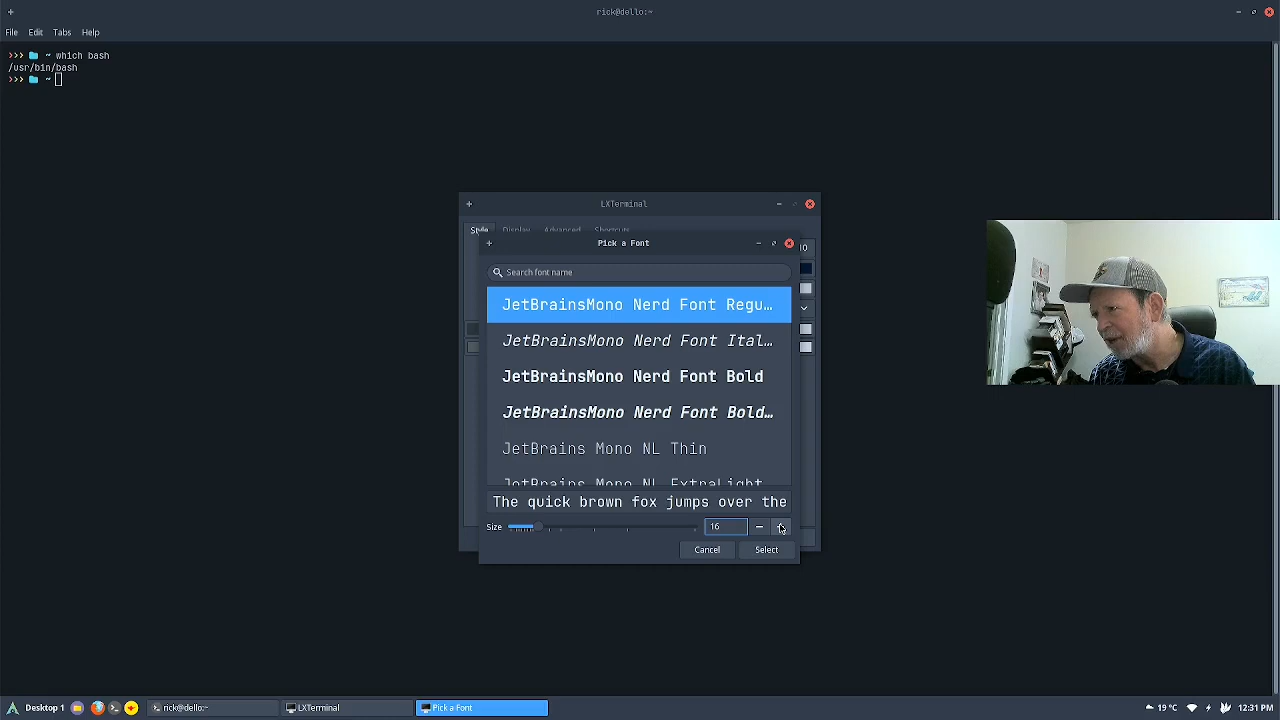 rick@dello:~
File Edit Tabs Help
>>> ~ which bash
/usr/bin/bash
>>> ~
LXTerminal
Style Display Advanced Shortcuts
Pick a Font
Search font name
JetBrainsMono Nerd Font Regu…
JetBrainsMono Nerd Font Ital…
JetBrainsMono Nerd Font Bold
JetBrainsMono Nerd Font Bold…
JetBrains Mono NL Thin
JetBrains Mono NL ExtraLight
The quick brown fox jumps over the
Size 16
Cancel Select
Desktop 1 rick@dello:~ LXTerminal Pick a Font 19°C 12:31 PM